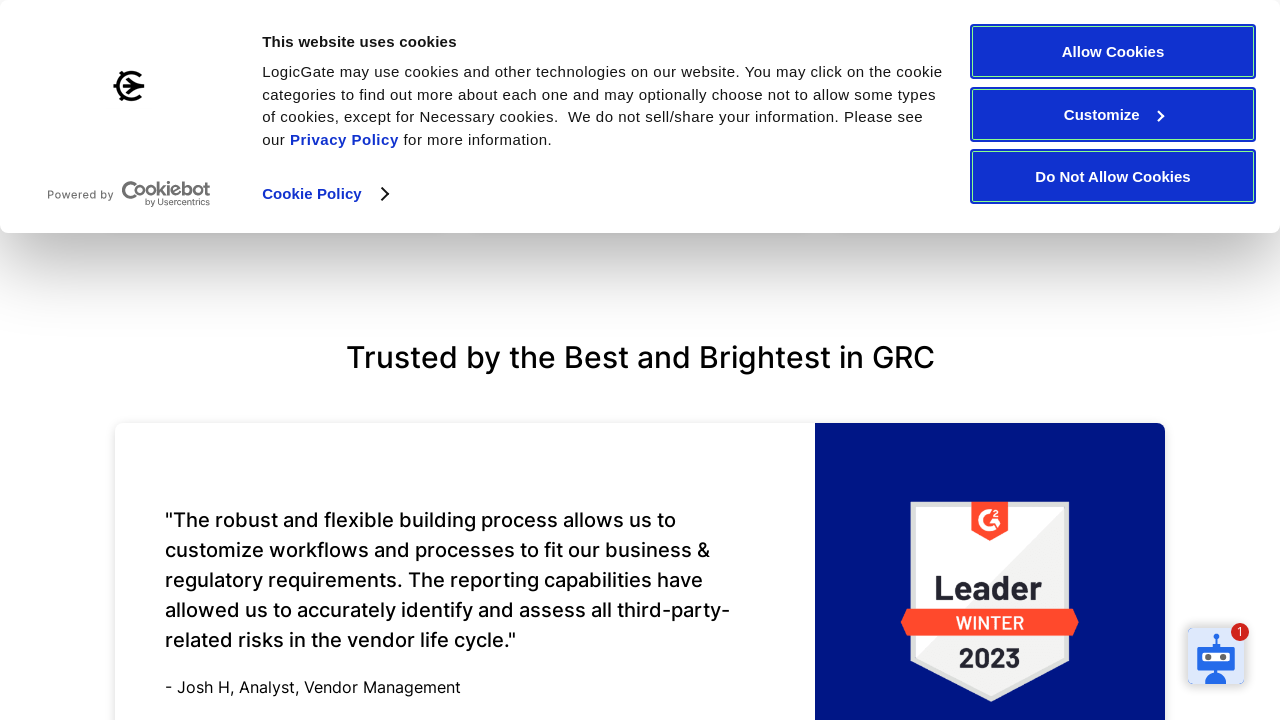 This website uses cookies
LogicGate may use cookies and other technologies on our website. You may click on the cookie
categories to find out more about each one and may optionally choose not to allow some types
of cookies, except for Necessary cookies.  We do not sell/share your information. Please see
our Privacy Policy for more information.
Powered by Cookiebot
by Usercentrics
Cookie Policy
Allow Cookies
Customize
Do Not Allow Cookies
Trusted by the Best and Brightest in GRC
"The robust and flexible building process allows us to
customize workflows and processes to fit our business &
regulatory requirements. The reporting capabilities have
allowed us to accurately identify and assess all third-party-
related risks in the vendor life cycle."
- Josh H, Analyst, Vendor Management
G2
Leader
WINTER
2023
1